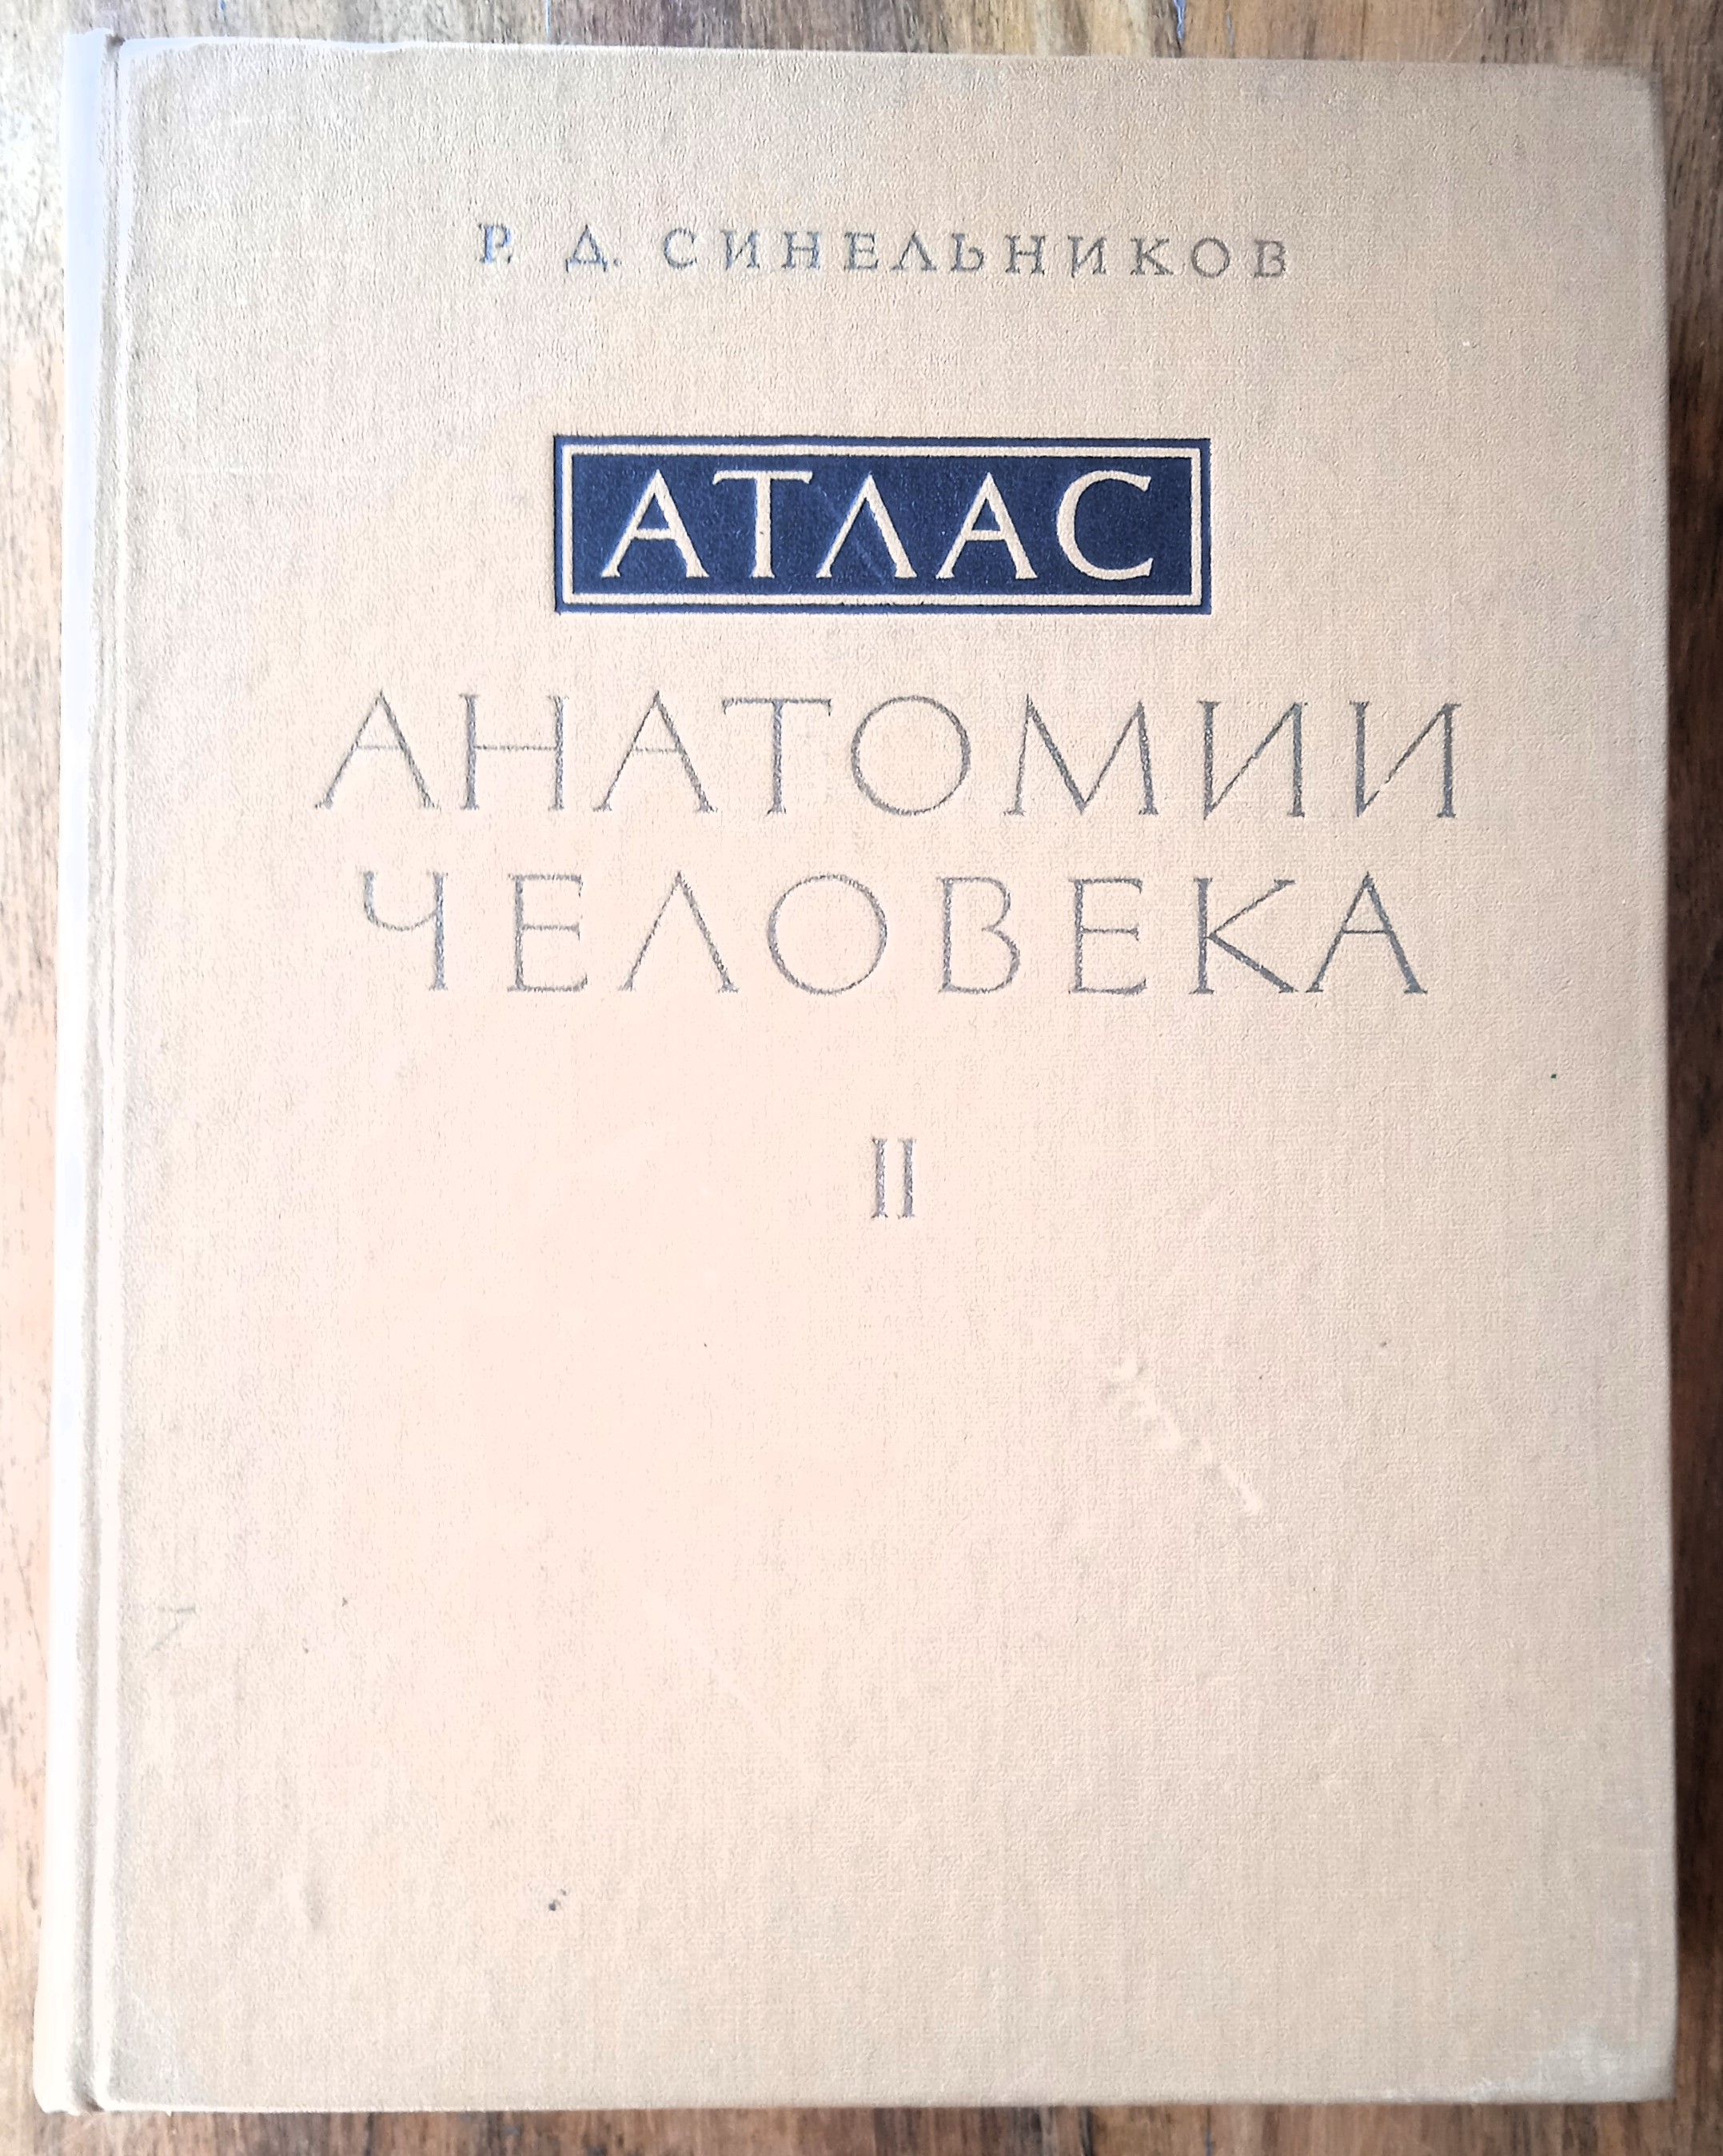 Р. Д. СИНЕЛЬНИКОВ
АТЛАС
АНАТОМИИ
ЧЕЛОВЕКА
II